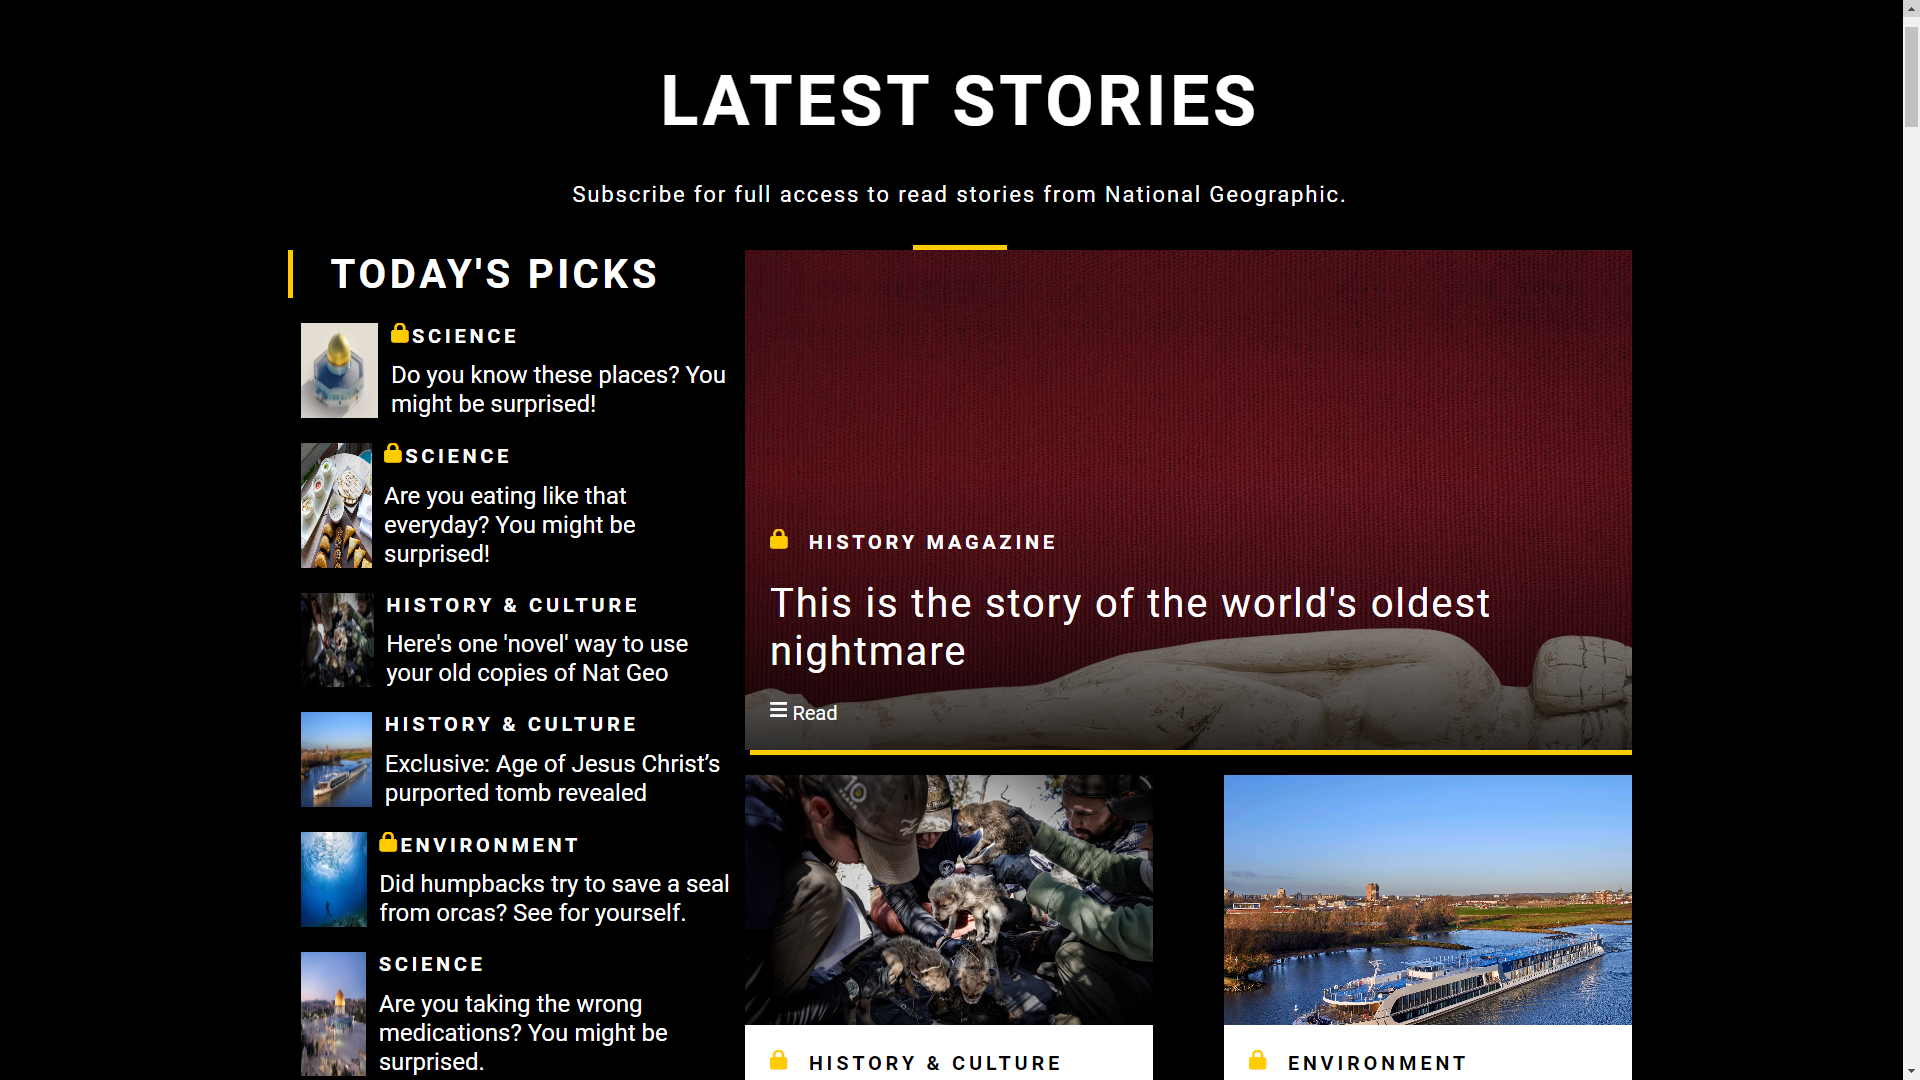 LATEST STORIES
Subscribe for full access to read stories from National Geographic.
TODAY'S PICKS
SCIENCE
Do you know these places? You
might be surprised!
SCIENCE
Are you eating like that
everyday? You might be
surprised!
HISTORY & CULTURE
Here's one 'novel' way to use
your old copies of Nat Geo
HISTORY & CULTURE
Exclusive: Age of Jesus Christ’s
purported tomb revealed
ENVIRONMENT
Did humpbacks try to save a seal
from orcas? See for yourself.
SCIENCE
Are you taking the wrong
medications? You might be
surprised.
HISTORY MAGAZINE
This is the story of the world's oldest
nightmare
Read
HISTORY & CULTURE
ENVIRONMENT